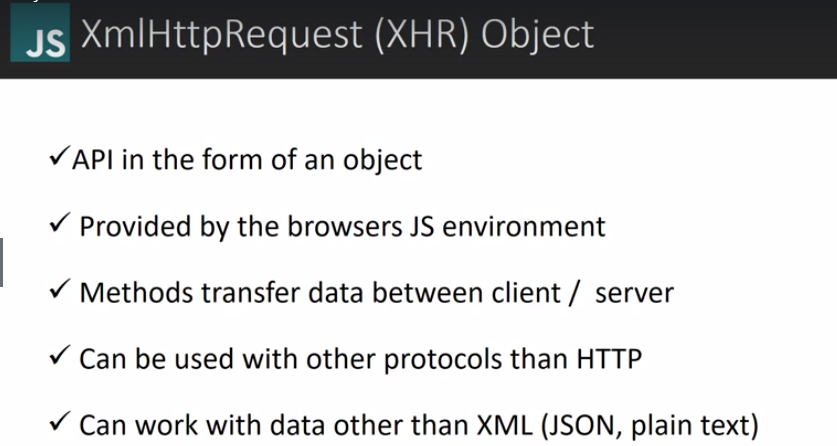 JS XmlHttpRequest (XHR) Object
✓API in the form of an object
✓ Provided by the browsers JS environment
✓ Methods transfer data between client / server
✓ Can be used with other protocols than HTTP
✓ Can work with data other than XML (JSON, plain text)